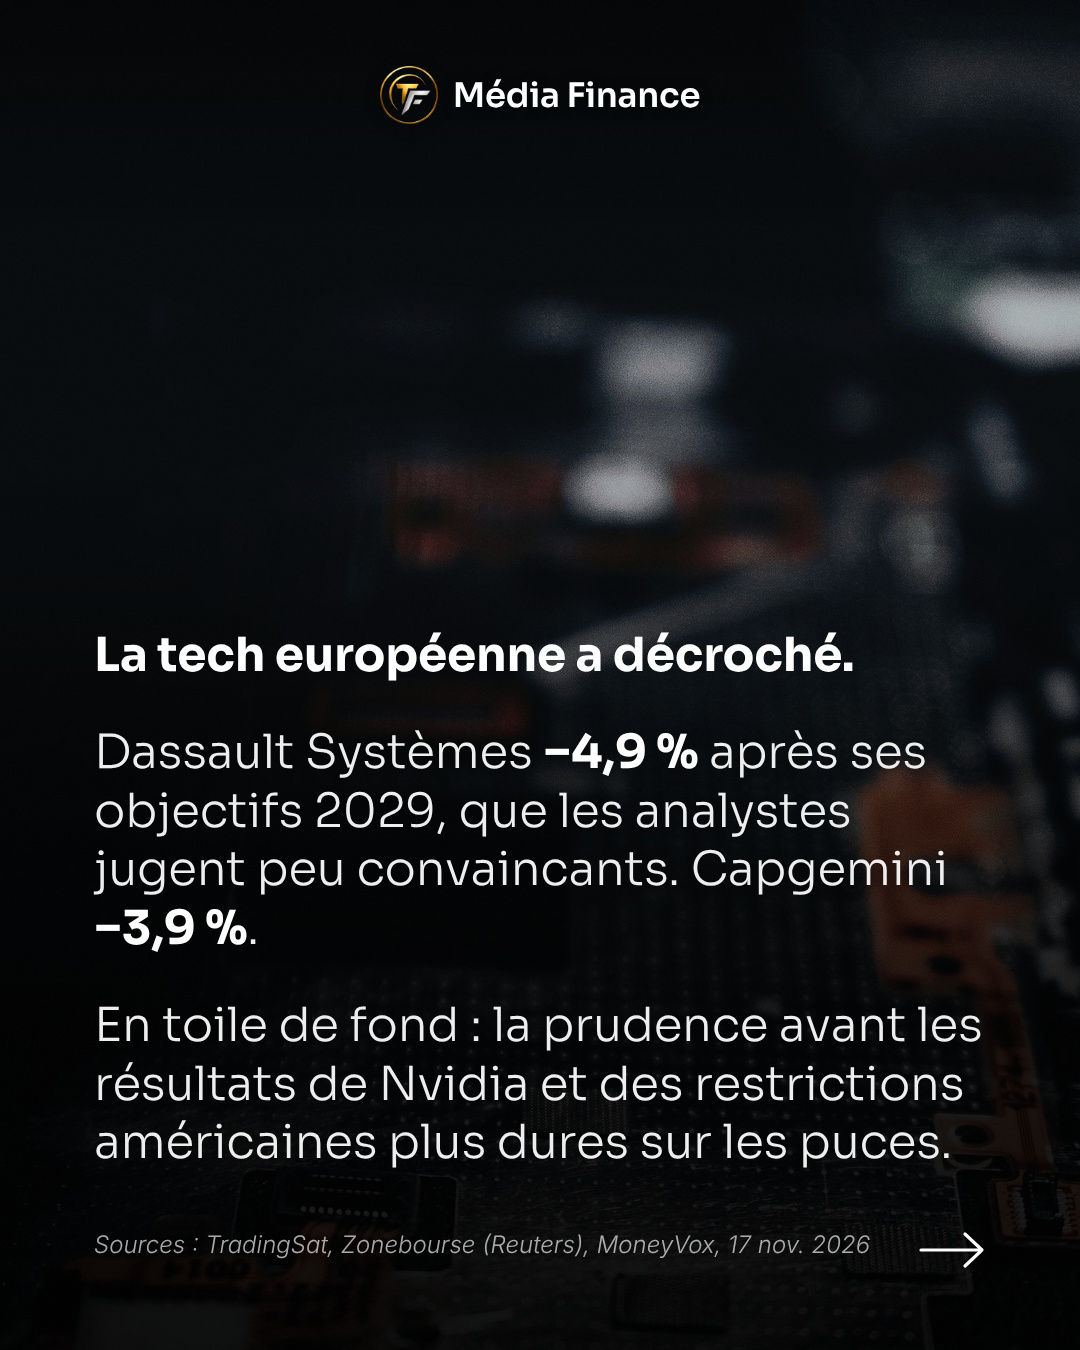 Média Finance
La tech européenne a décroché.
Dassault Systèmes −4,9 % après ses
objectifs 2029, que les analystes
jugent peu convaincants. Capgemini
−3,9 %.
En toile de fond : la prudence avant les
résultats de Nvidia et des restrictions
américaines plus dures sur les puces.
Sources : TradingSat, Zonebourse (Reuters), MoneyVox, 17 nov. 2026